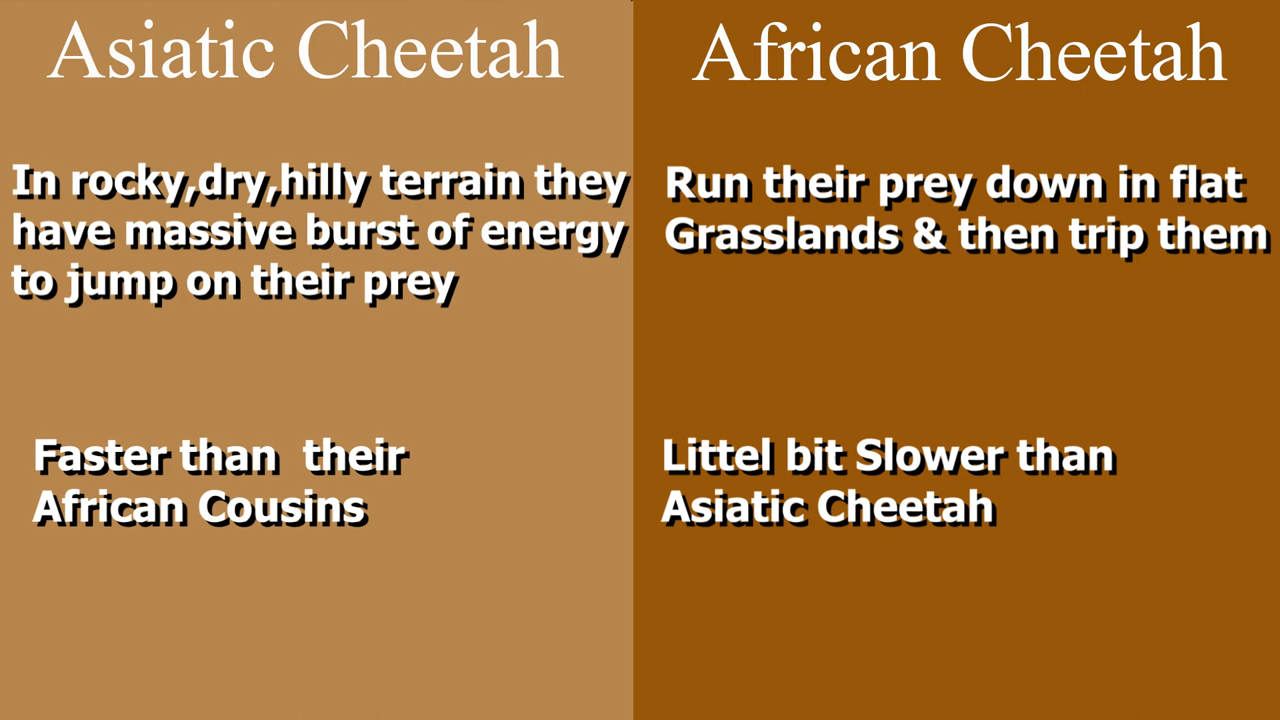 Asiatic Cheetah
In rocky,dry,hilly terrain they
have massive burst of energy
to jump on their prey
Faster than  their
African Cousins
African Cheetah
Run their prey down in flat
Grasslands & then trip them
Littel bit Slower than
Asiatic Cheetah